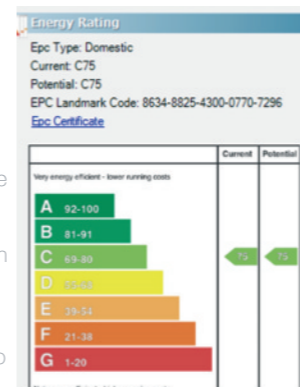 Energy Rating
Epc Type: Domestic
Current: C75
Potential: C75
EPC Landmark Code: 8634-8825-4300-0770-7296
Epc Certificate
Current Potential
Very energy efficient - lower running costs
A 92-100
B 81-91
C 69-80 75 75
D
E 39-54
F 21-38
G 1-20